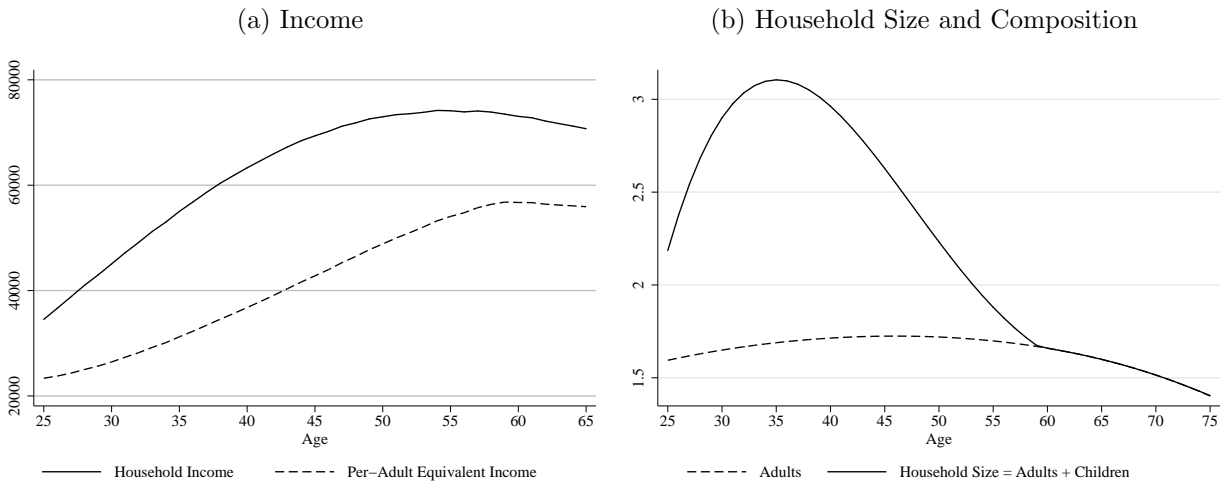 (a) Income
80000
60000
40000
20000
25 30 35 40 45 50 55 60 65
Age
Household Income Per−Adult Equivalent Income
(b) Household Size and Composition
3
2.5
2
1.5
25 30 35 40 45 50 55 60 65 70 75
Age
Adults Household Size = Adults + Children